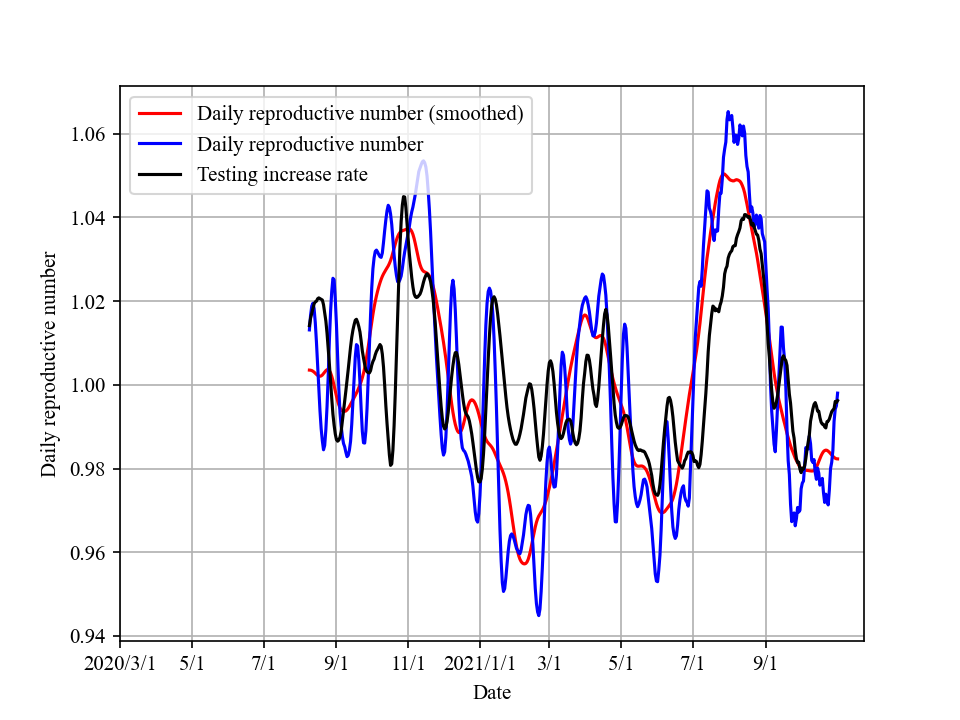 Daily reproductive number (smoothed)
Daily reproductive number
Testing increase rate
Daily reproductive number
1.06
1.04
1.02
1.00
0.98
0.96
0.94
2020/3/1 5/1 7/1 9/1 11/1 2021/1/1 3/1 5/1 7/1 9/1
Date